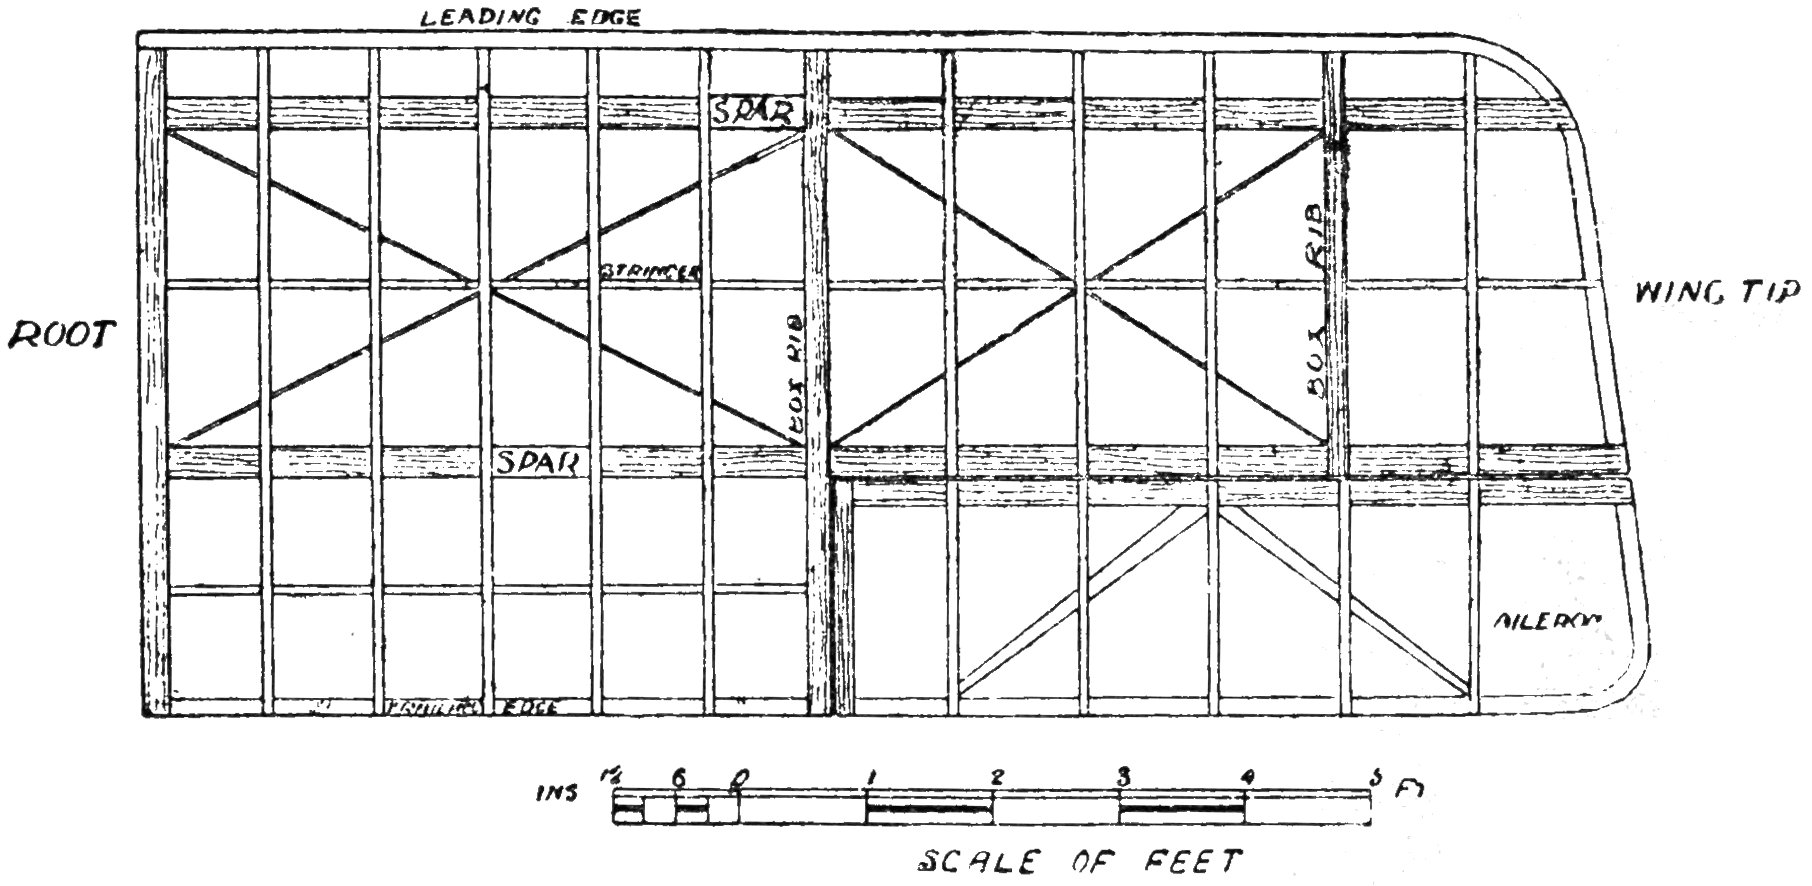 LEADING EDGE
SPAR
STRINGER
BOX RIB
BOX RIB
WING TIP
ROOT
SPAR
AILERON
TRAILING EDGE
INS 12 6 0 1 2 3 4 5 FT
SCALE OF FEET